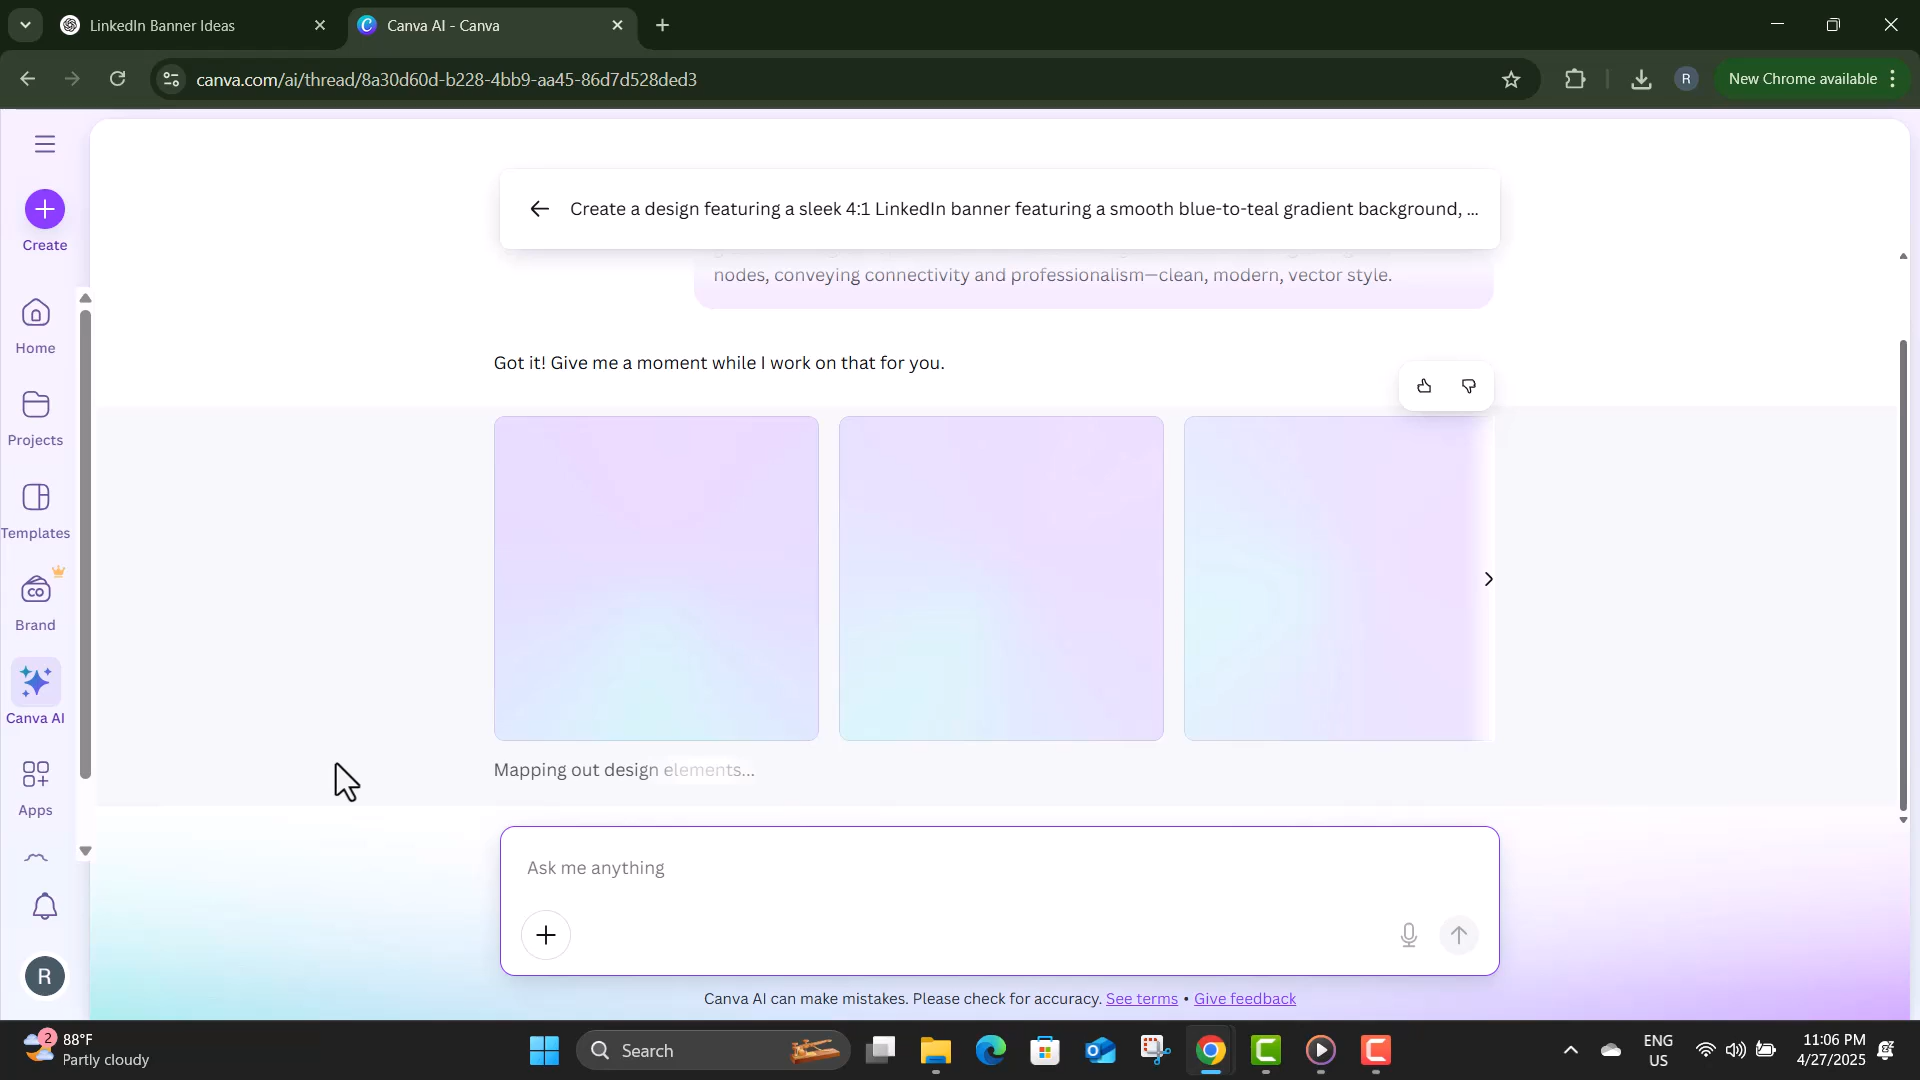 LinkedIn Banner Ideas
Canva AI - Canva
canva.com/ai/thread/8a30d60d-b228-4bb9-aa45-86d7d528ded3
R
New Chrome available
Create
Home
Projects
Templates
CO
Brand
Canva AI
Apps
R
Create a design featuring a sleek 4:1 LinkedIn banner featuring a smooth blue-to-teal gradient background, ...
nodes, conveying connectivity and professionalism—clean, modern, vector style.
Got it! Give me a moment while I work on that for you.
Mapping out design elements...
Ask me anything
Canva AI can make mistakes. Please check for accuracy. See terms • Give feedback
2
88°F
Partly cloudy
Search
ENG
US
11:06 PM
4/27/2025